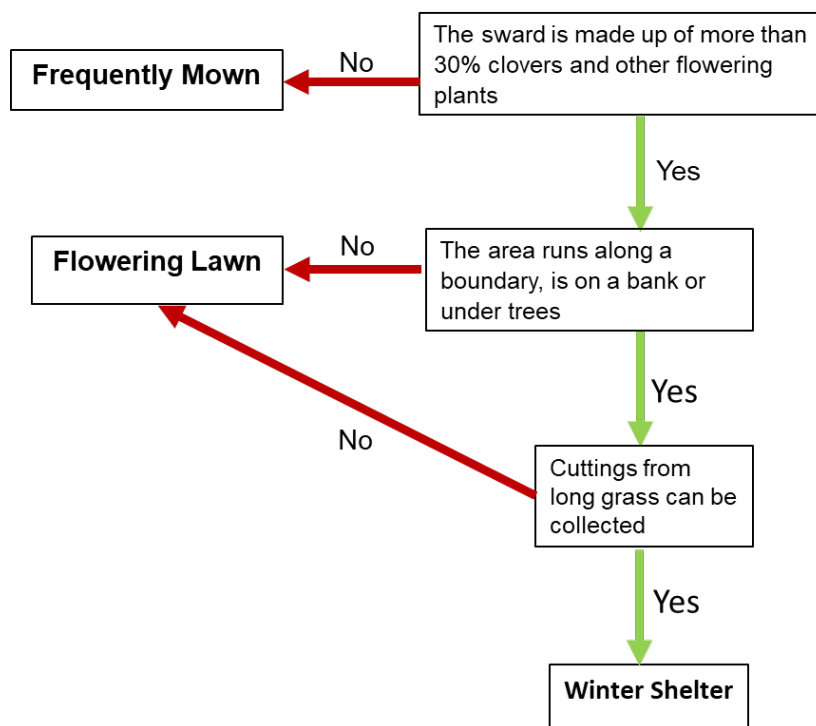 The sward is made up of more than
30% clovers and other flowering
plants
No
Frequently Mown
Yes
The area runs along a
boundary, is on a bank or
under trees
No
Flowering Lawn
Yes
No
Cuttings from
long grass can be
collected
Yes
Winter Shelter